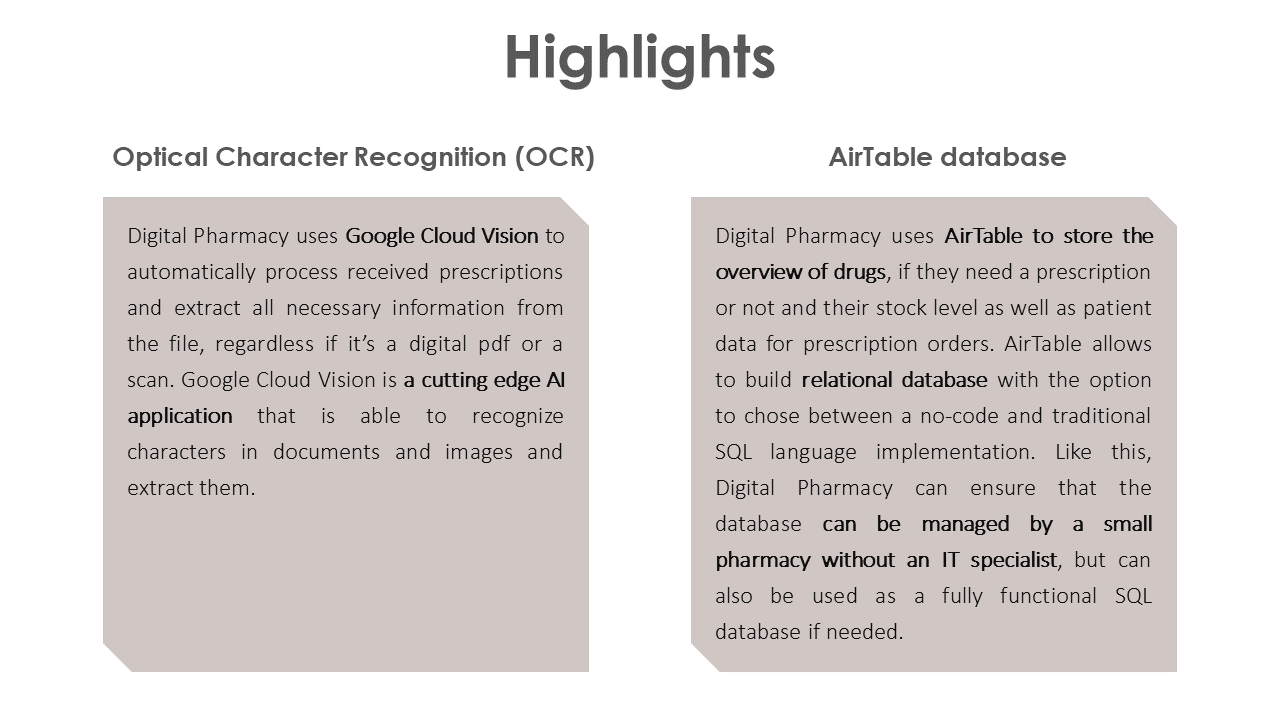 Highlights
Optical Character Recognition (OCR)
Digital Pharmacy uses Google Cloud Vision to
automatically process received prescriptions
and extract all necessary information from
the file, regardless if it’s a digital pdf or a
scan. Google Cloud Vision is a cutting edge AI
application that is able to recognize
characters in documents and images and
extract them.
AirTable database
Digital Pharmacy uses AirTable to store the
overview of drugs, if they need a prescription
or not and their stock level as well as patient
data for prescription orders. AirTable allows
to build relational database with the option
to chose between a no-code and traditional
SQL language implementation. Like this,
Digital Pharmacy can ensure that the
database can be managed by a small
pharmacy without an IT specialist, but can
also be used as a fully functional SQL
database if needed.